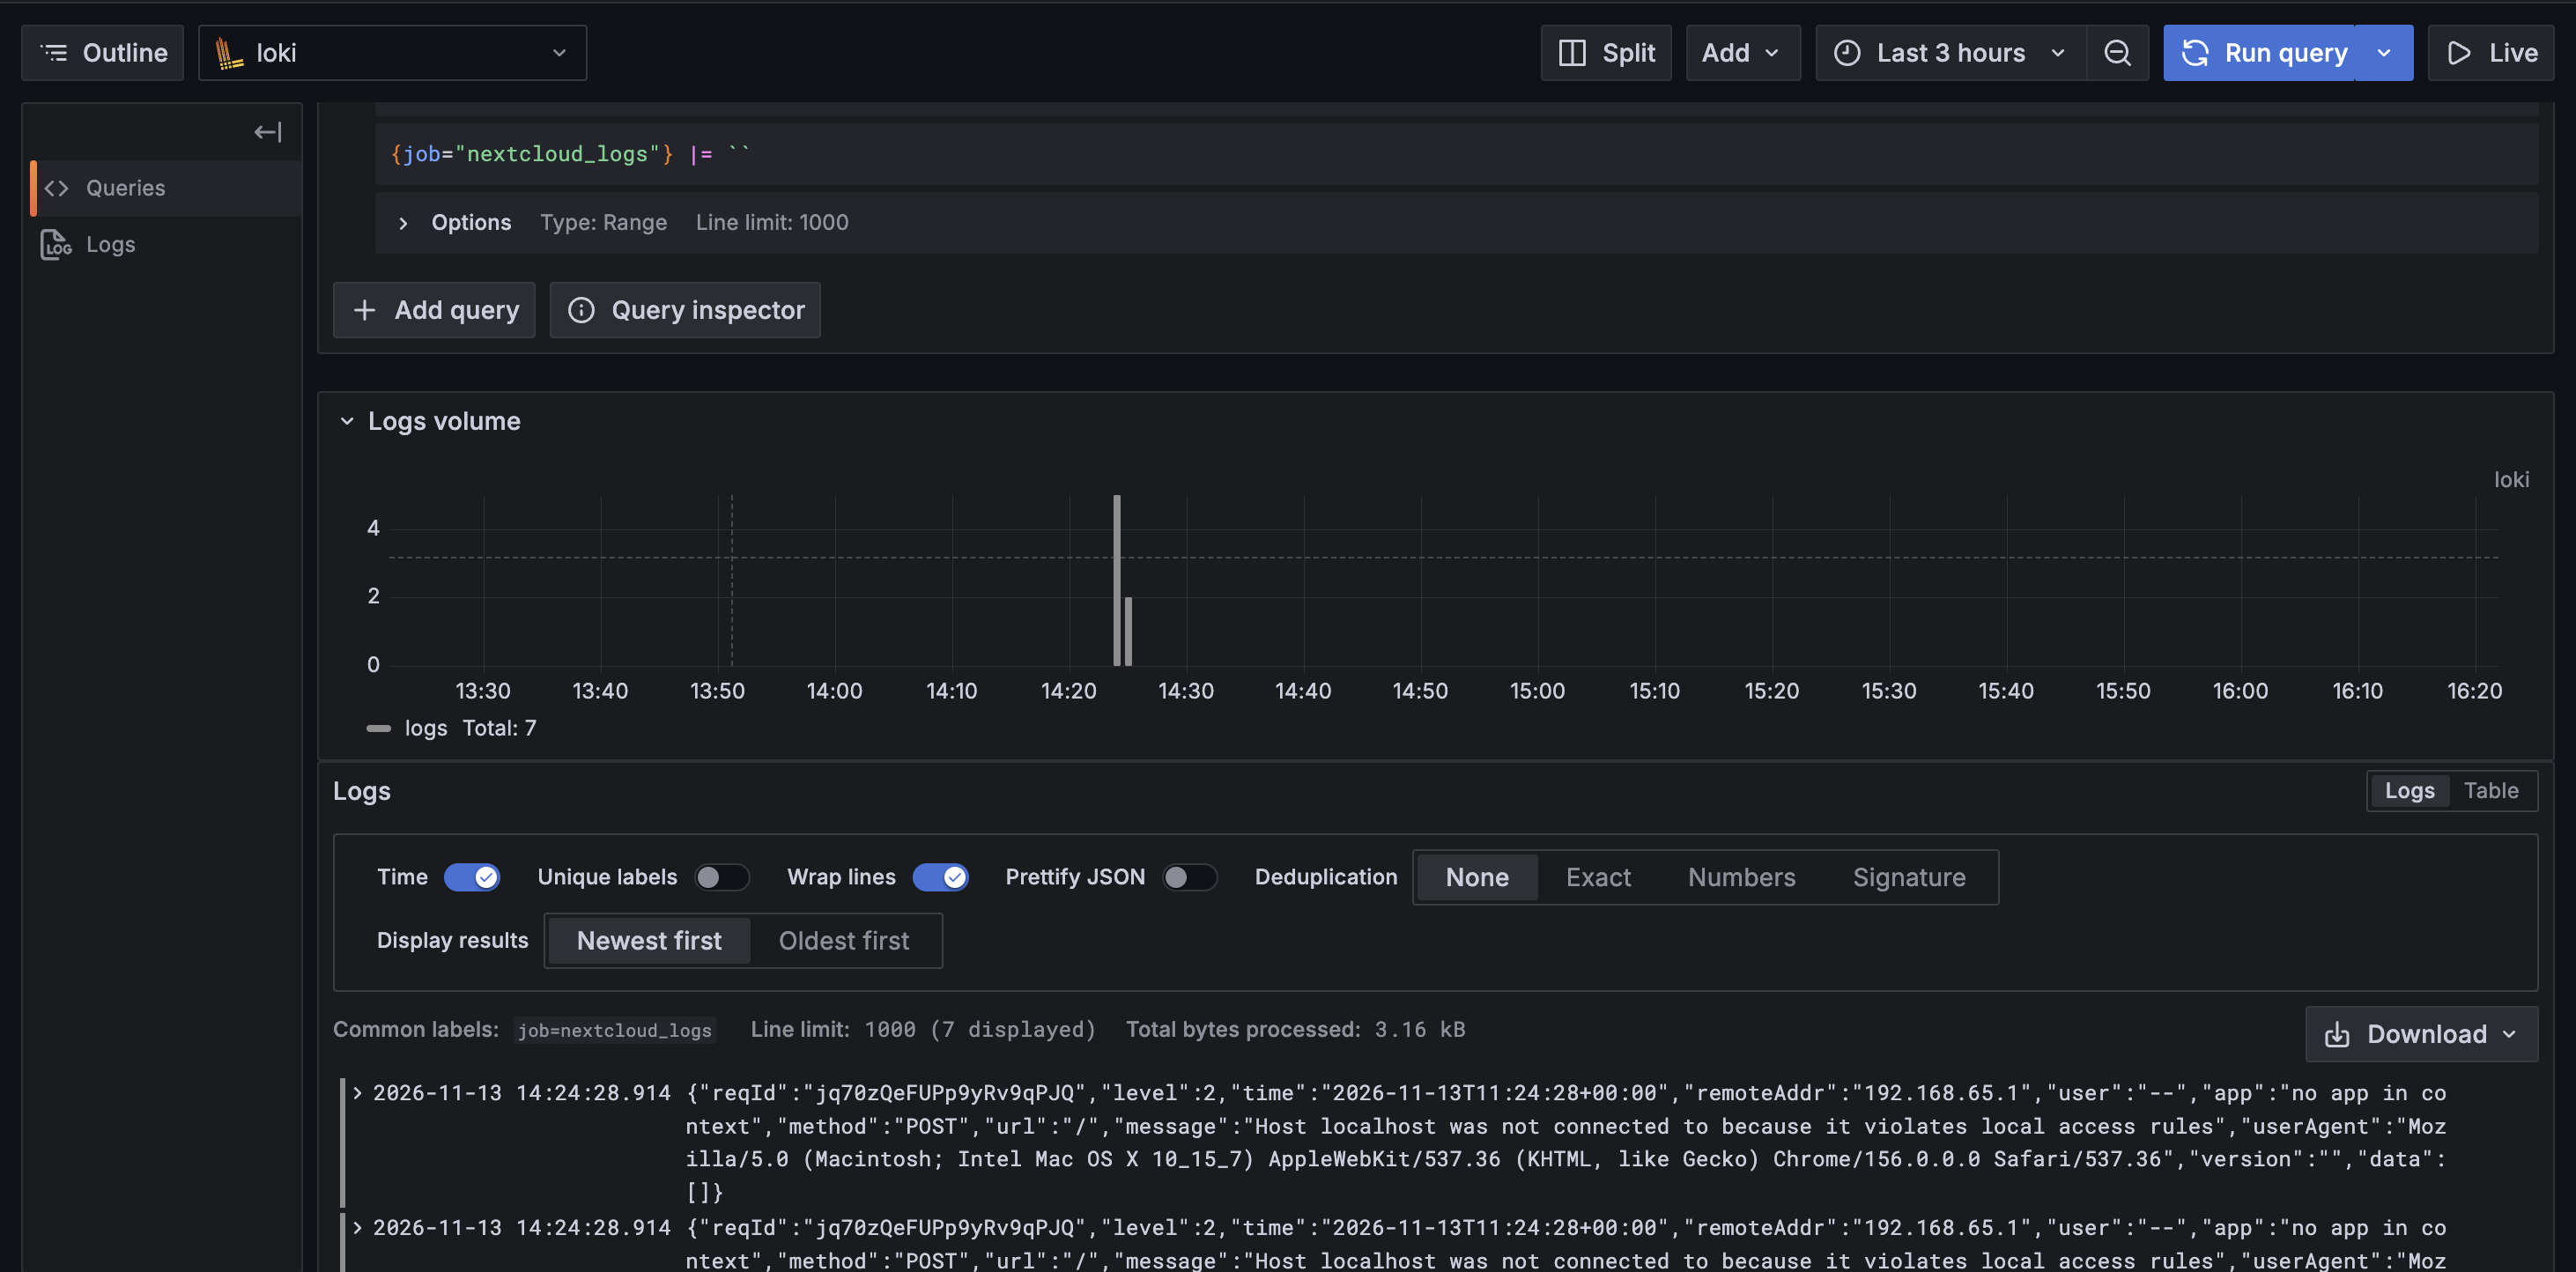 Outline
loki
Split
Add
Last 3 hours
Run query
Live
Queries
LOG Logs
{job="nextcloud_logs"} |= ``
Options Type: Range Line limit: 1000
+ Add query
Query inspector
Logs volume
loki
4
2
0
13:30 13:40 13:50 14:00 14:10 14:20 14:30 14:40 14:50 15:00 15:10 15:20 15:30 15:40 15:50 16:00 16:10 16:20
logs Total: 7
Logs
Logs Table
Time Unique labels Wrap lines Prettify JSON Deduplication None Exact Numbers Signature
Display results Newest first Oldest first
Common labels: job=nextcloud_logs Line limit: 1000 (7 displayed) Total bytes processed: 3.16 kB
Download
2026-11-13 14:24:28.914 {"reqId":"jq70zQeFUPp9yRv9qPJQ","level":2,"time":"2026-11-13T11:24:28+00:00","remoteAddr":"192.168.65.1","user":"--","app":"no app in co
ntext","method":"POST","url":"/","message":"Host localhost was not connected to because it violates local access rules","userAgent":"Moz
illa/5.0 (Macintosh; Intel Mac OS X 10_15_7) AppleWebKit/537.36 (KHTML, like Gecko) Chrome/156.0.0.0 Safari/537.36","version":"","data":
[]}
2026-11-13 14:24:28.914 {"reqId":"jq70zQeFUPp9yRv9qPJQ","level":2,"time":"2026-11-13T11:24:28+00:00","remoteAddr":"192.168.65.1","user":"--","app":"no app in co
ntext","method":"POST","url":"/","message":"Host localhost was not connected to because it violates local access rules","userAgent":"Moz